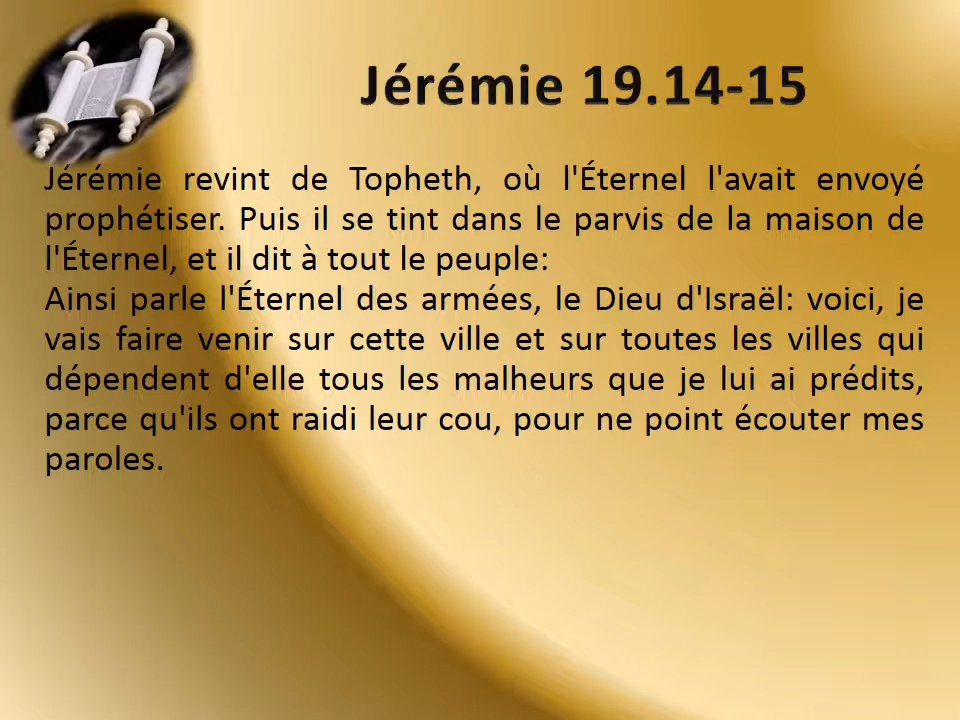 Jérémie 19.14-15
Jérémie revint de Topheth, où l'Éternel l'avait envoyé
prophétiser. Puis il se tint dans le parvis de la maison de
l'Éternel, et il dit à tout le peuple:
Ainsi parle l'Éternel des armées, le Dieu d'Israël: voici, je
vais faire venir sur cette ville et sur toutes les villes qui
dépendent d'elle tous les malheurs que je lui ai prédits,
parce qu'ils ont raidi leur cou, pour ne point écouter mes
paroles.